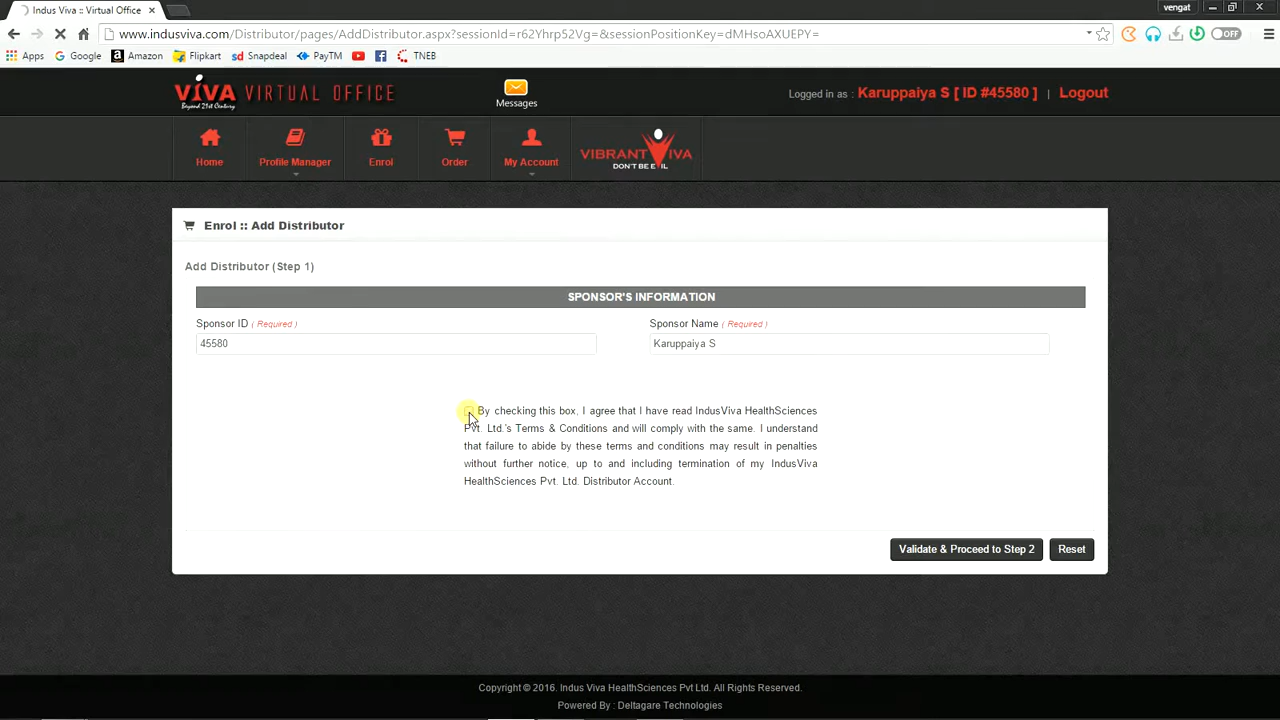 Indus Viva :: Virtual Office
vengat
www.indusviva.com/Distributor/pages/AddDistributor.aspx?sessionId=r62Yhrp52Vg=&sessionPositionKey=dMHsoAXUEPY=
OFF
Apps Google Amazon Flipkart Snapdeal PayTM TNEB
VIVA VIRTUAL OFFICE
Beyond 21st Century
Messages
Logged in as : Karuppaiya S [ ID #45580 ] | Logout
Home Profile Manager Enrol Order My Account
VIBRANT VIVA
DON'T BE EVIL
Enrol :: Add Distributor
Add Distributor (Step 1)
SPONSOR'S INFORMATION
Sponsor ID ( Required ) Sponsor Name ( Required )
45580 Karuppaiya S
By checking this box, I agree that I have read IndusViva HealthSciences
Pvt. Ltd.'s Terms & Conditions and will comply with the same. I understand
that failure to abide by these terms and conditions may result in penalties
without further notice, up to and including termination of my IndusViva
HealthSciences Pvt. Ltd. Distributor Account.
Validate & Proceed to Step 2 Reset
Copyright © 2016. Indus Viva HealthSciences Pvt Ltd. All Rights Reserved.
Powered By : Deltagare Technologies